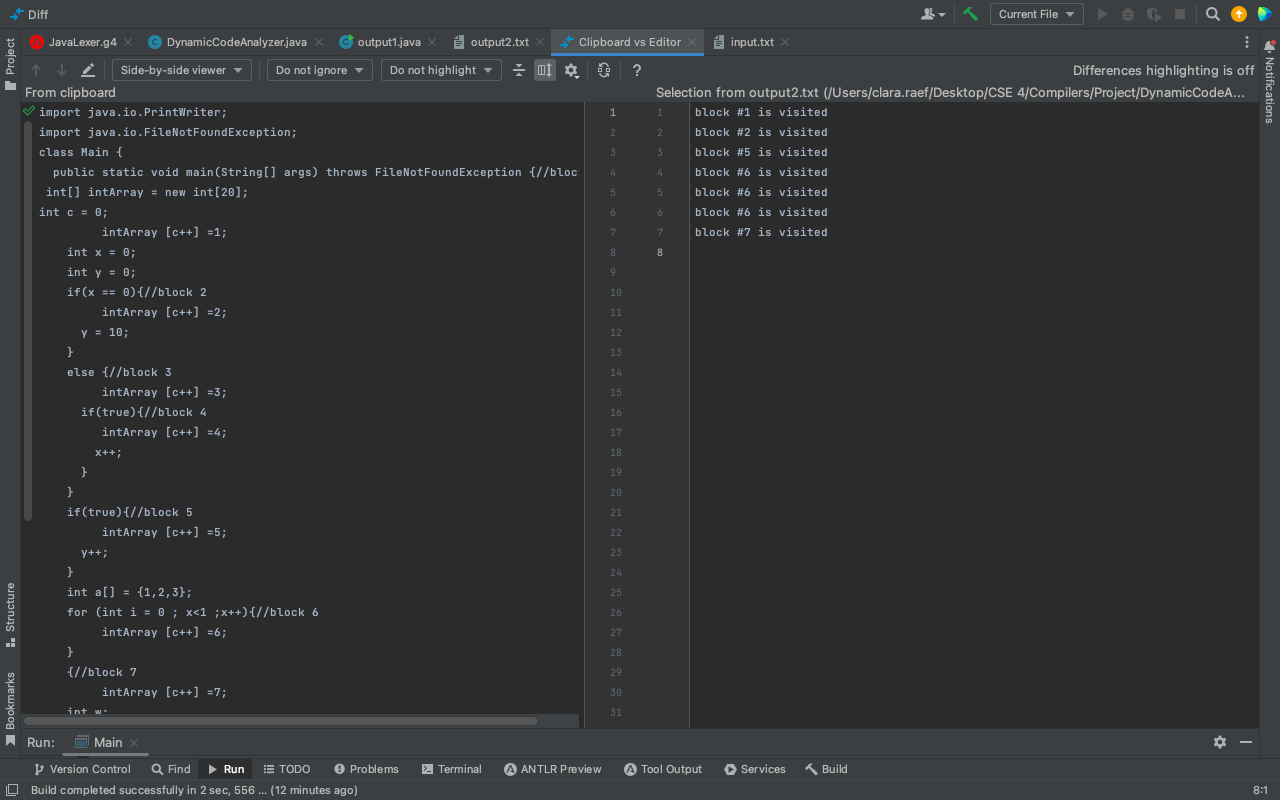 Diff
Current File
Project
JavaLexer.g4
DynamicCodeAnalyzer.java
output1.java
output2.txt
Clipboard vs Editor
input.txt
Notifications
Side-by-side viewer
Do not ignore
Do not highlight
?
Differences highlighting is off
From clipboard
Selection from output2.txt (/Users/clara.raef/Desktop/CSE 4/Compilers/Project/DynamicCodeA...
import java.io.PrintWriter;
import java.io.FileNotFoundException;
class Main {
public static void main(String[] args) throws FileNotFoundException {//bloc
int[] intArray = new int[20];
int c = 0;
intArray [c++] =1;
int x = 0;
int y = 0;
if(x == 0){//block 2
intArray [c++] =2;
y = 10;
}
else {//block 3
intArray [c++] =3;
if(true){//block 4
intArray [c++] =4;
x++;
}
}
if(true){//block 5
intArray [c++] =5;
y++;
}
int a[] = {1,2,3};
for (int i = 0 ; x<1 ;x++){//block 6
intArray [c++] =6;
}
{//block 7
intArray [c++] =7;
int w;
1
2
3
4
5
6
7
8
9
10
11
12
13
14
15
16
17
18
19
20
21
22
23
24
25
26
27
28
29
30
31
1
2
3
4
5
6
7
8
block #1 is visited
block #2 is visited
block #5 is visited
block #6 is visited
block #6 is visited
block #6 is visited
block #7 is visited
Structure
Bookmarks
Run:
Main
Version Control
Find
Run
TODO
Problems
Terminal
ANTLR Preview
Tool Output
Services
Build
Build completed successfully in 2 sec, 556 ... (12 minutes ago)
8:1